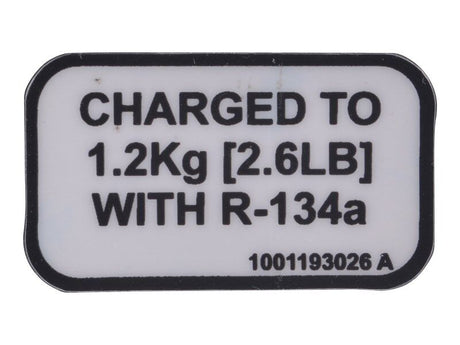 CHARGED TO
1.2Kg [2.6LB]
WITH R-134a
1001193026 A